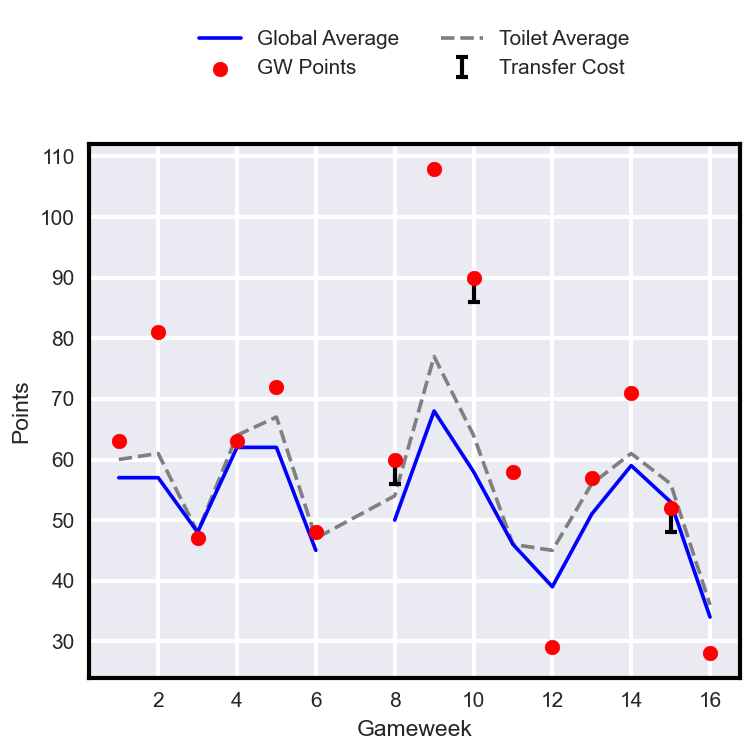 Global Average
Toilet Average
GW Points
Transfer Cost
110
100
90
80
70
60
50
40
30
Points
2 4 6 8 10 12 14 16
Gameweek